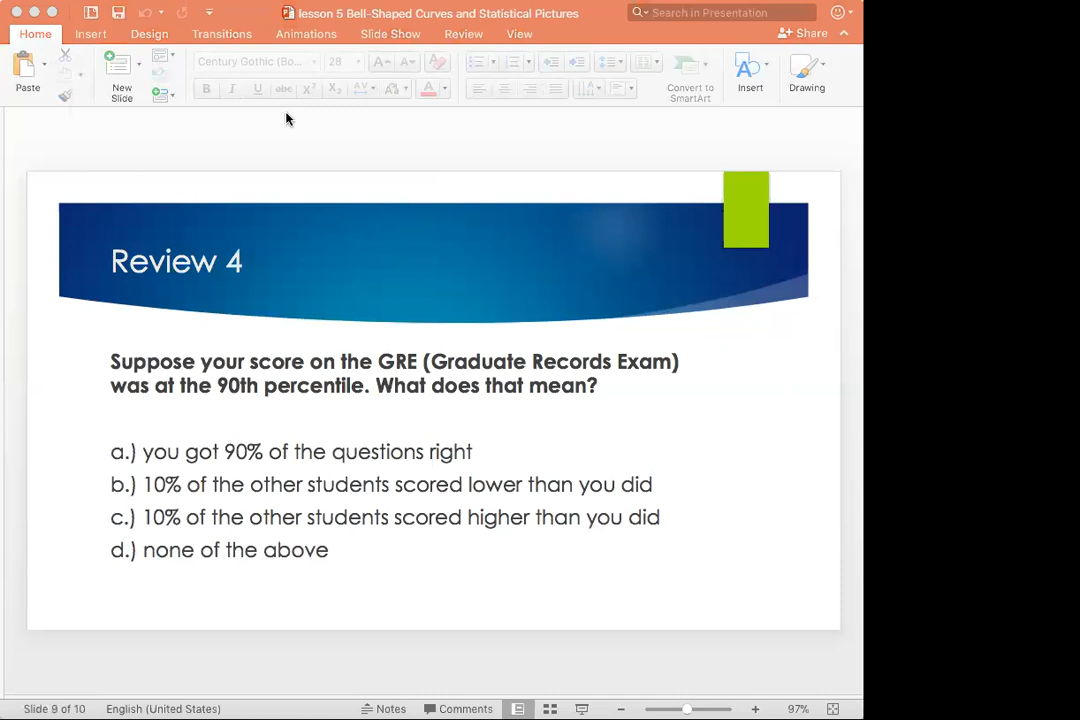 lesson 5 Bell-Shaped Curves and Statistical Pictures
Search in Presentation
Home Insert Design Transitions Animations Slide Show Review View
Share
Paste
New
Slide
Century Gothic (Bo...
28
A A
B I U abc X² X₂ AV A
Convert to
SmartArt
Insert
Drawing
Review 4
Suppose your score on the GRE (Graduate Records Exam)
was at the 90th percentile. What does that mean?
a.) you got 90% of the questions right
b.) 10% of the other students scored lower than you did
c.) 10% of the other students scored higher than you did
d.) none of the above
Slide 9 of 10 English (United States) Notes Comments 97%